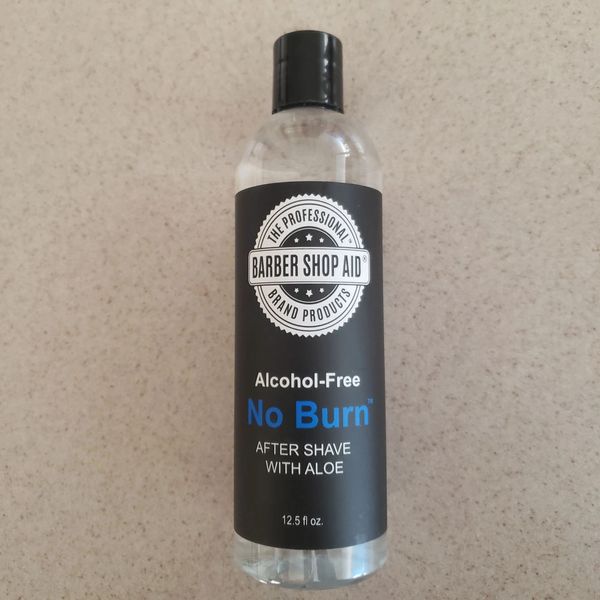 THE PROFESSIONAL
BARBER SHOP AID®
BRAND PRODUCTS
Alcohol-Free
No Burn™
AFTER SHAVE
WITH ALOE
12.5 fl oz.